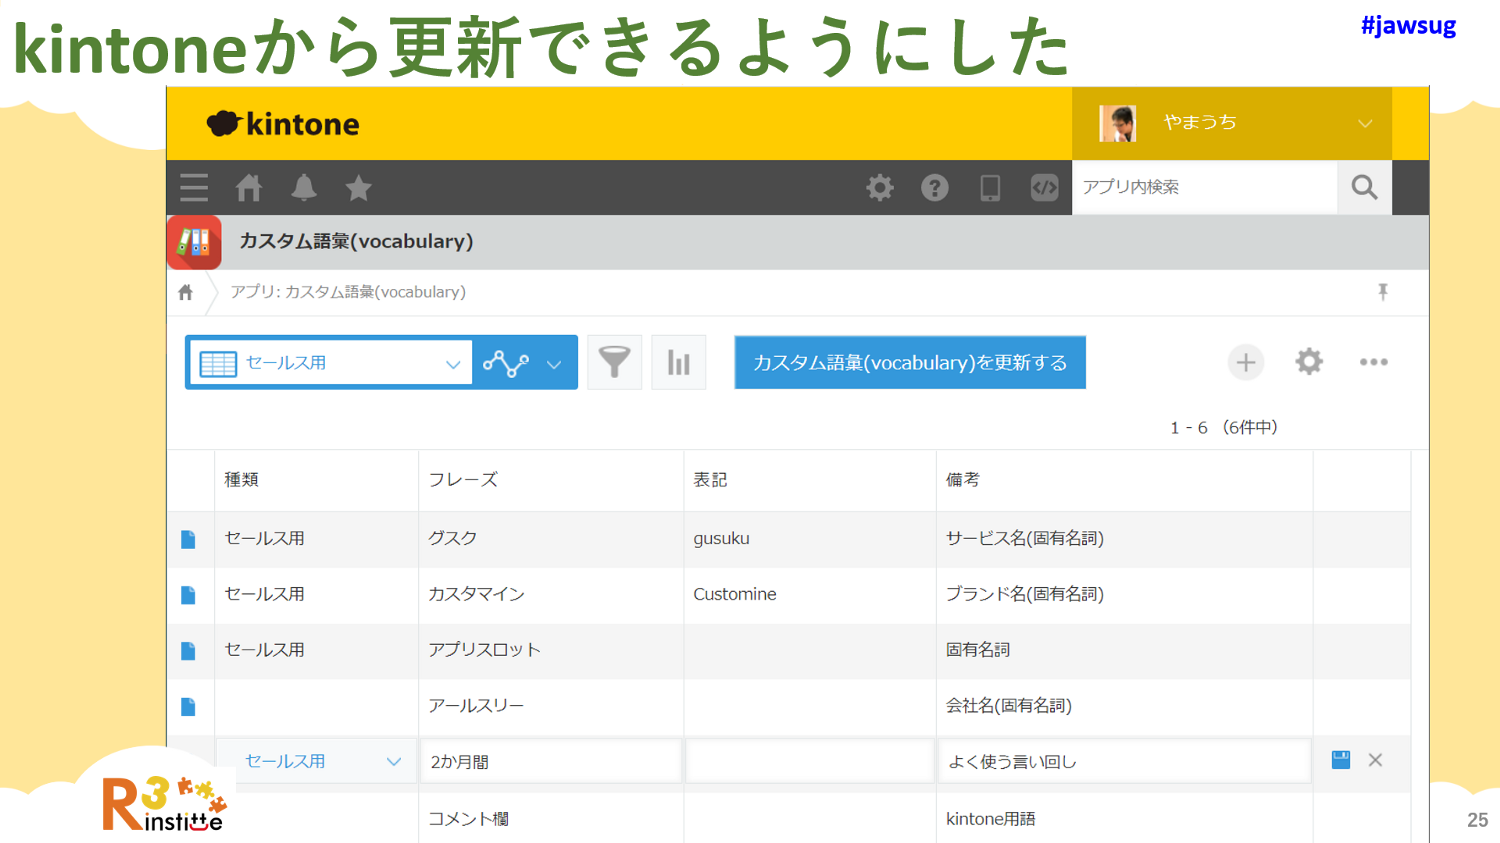 kintoneから更新できるようにした
#jawsug
kintone
やまうち
アプリ内検索
カスタム語彙(vocabulary)
アプリ: カスタム語彙(vocabulary)
セールス用
カスタム語彙(vocabulary)を更新する
1 - 6 （6件中）
種類 フレーズ 表記 備考
セールス用 グスク gusuku サービス名(固有名詞)
セールス用 カスタマイン Customine ブランド名(固有名詞)
セールス用 アプリスロット 固有名詞
アールスリー 会社名(固有名詞)
セールス用 2か月間 よく使う言い回し
コメント欄 kintone用語
R3
institute
25